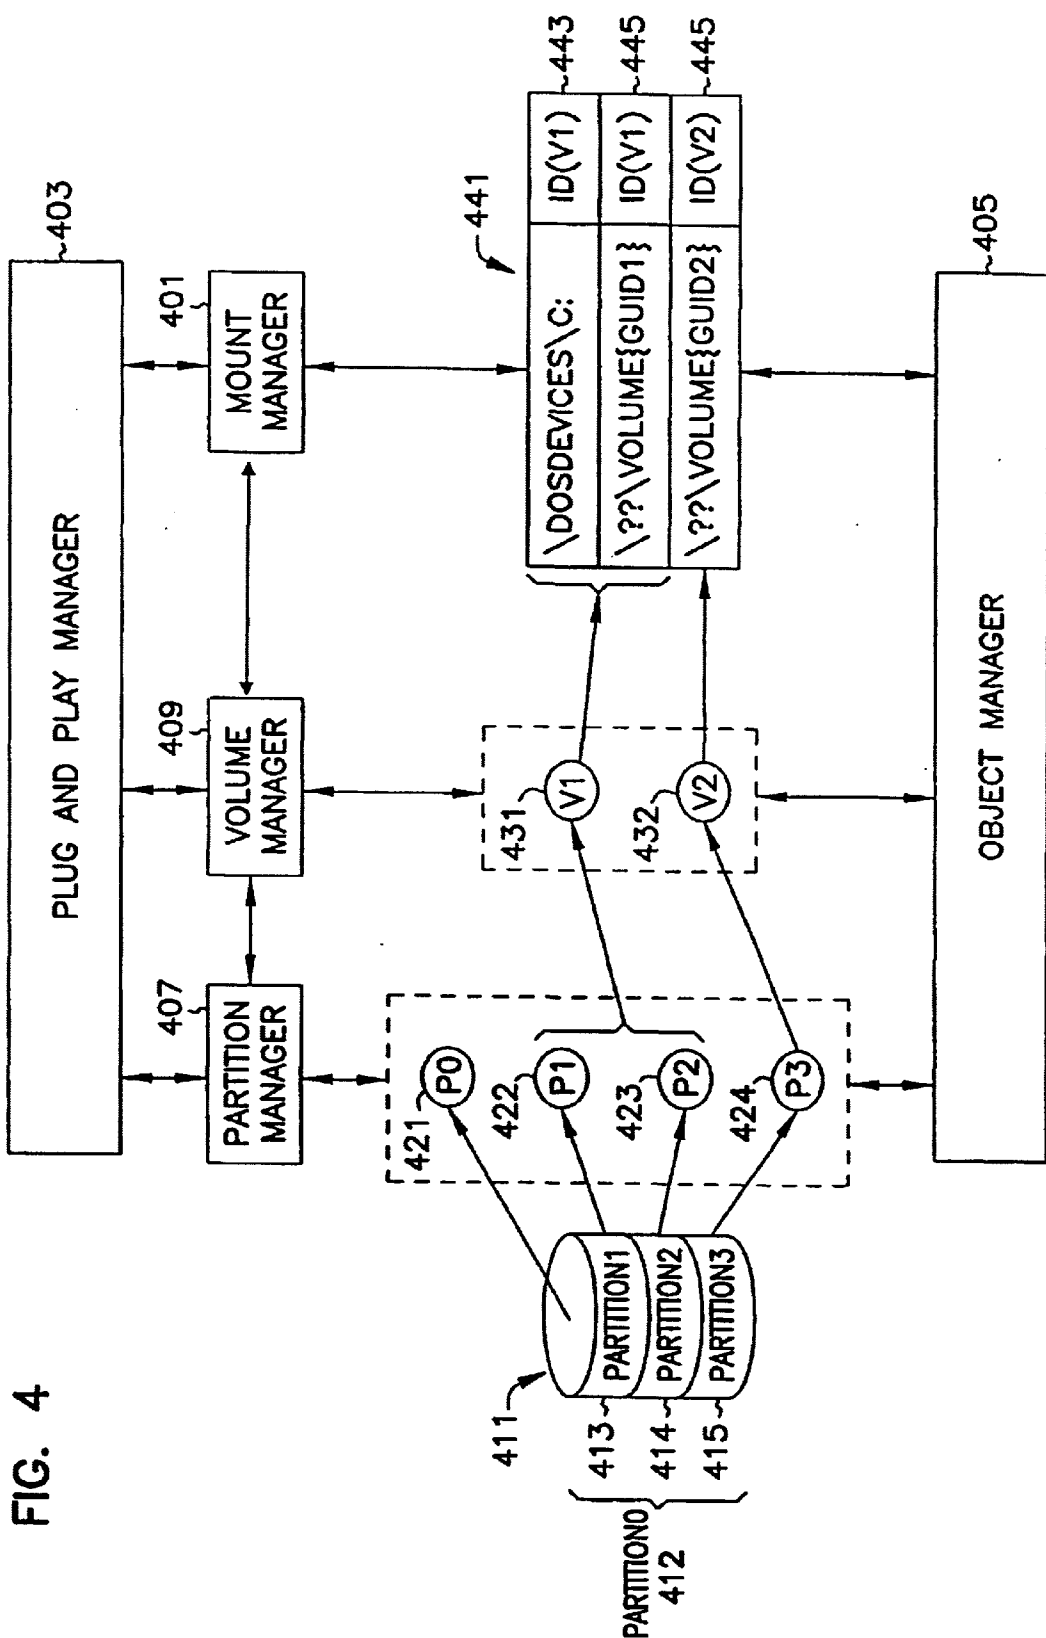 FIG. 4
PLUG AND PLAY MANAGER
403
407
PARTITION
MANAGER
409
VOLUME
MANAGER
401
MOUNT
MANAGER
411
413
PARTITION1
414
PARTITION2
415
PARTITION3
PARTITION0
412
421
P0
422
P1
423
P2
424
P3
431
V1
432
V2
441
\DOSDEVICES\C:
ID(V1)
443
\??\VOLUME{GUID1}
ID(V1)
445
\??\VOLUME{GUID2}
ID(V2)
445
OBJECT MANAGER
405